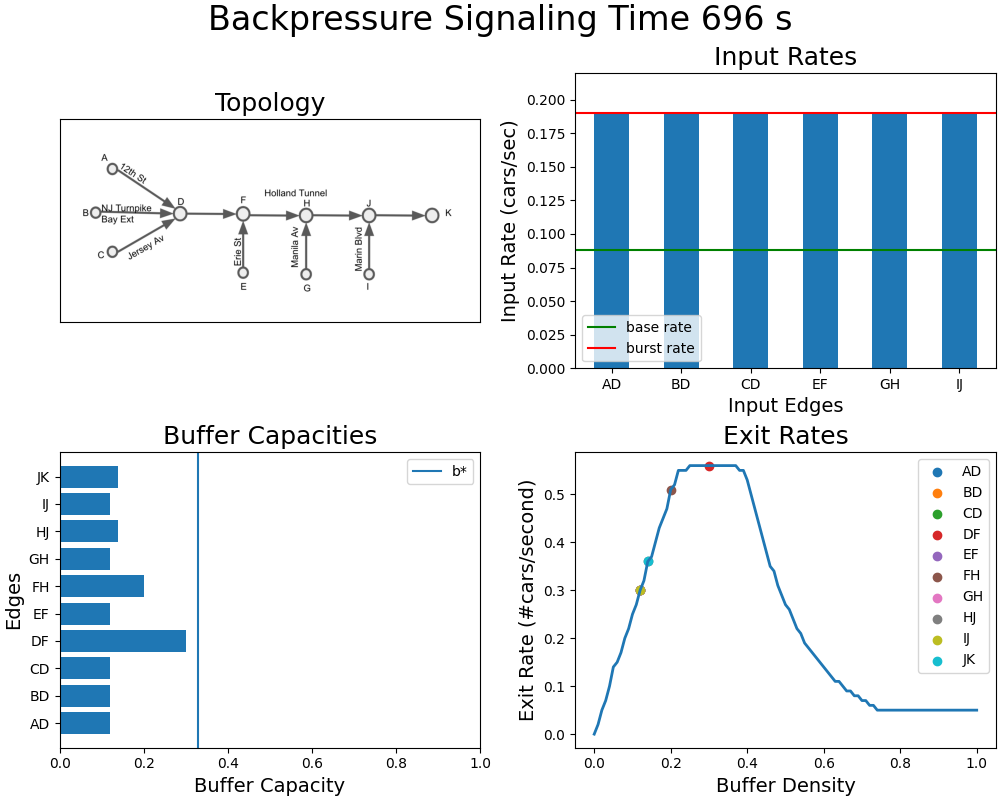 Backpressure Signaling Time 696 s
Topology
A
12th St
B
NJ Turnpike
Bay Ext
C
Jersey Av
D
F
Holland Tunnel
H
J
K
Erie St
Manila Av
Marin Blvd
E
G
I
Input Rates
Input Rate (cars/sec)
0.200
0.175
0.150
0.125
0.100
0.075
0.050
0.025
0.000
base rate
burst rate
AD BD CD EF GH IJ
Input Edges
Buffer Capacities
Edges
JK
IJ
HJ
GH
FH
EF
DF
CD
BD
AD
b*
0.0 0.2 0.4 0.6 0.8 1.0
Buffer Capacity
Exit Rates
Exit Rate (#cars/second)
0.5
0.4
0.3
0.2
0.1
0.0
AD
BD
CD
DF
EF
FH
GH
HJ
IJ
JK
0.0 0.2 0.4 0.6 0.8 1.0
Buffer Density